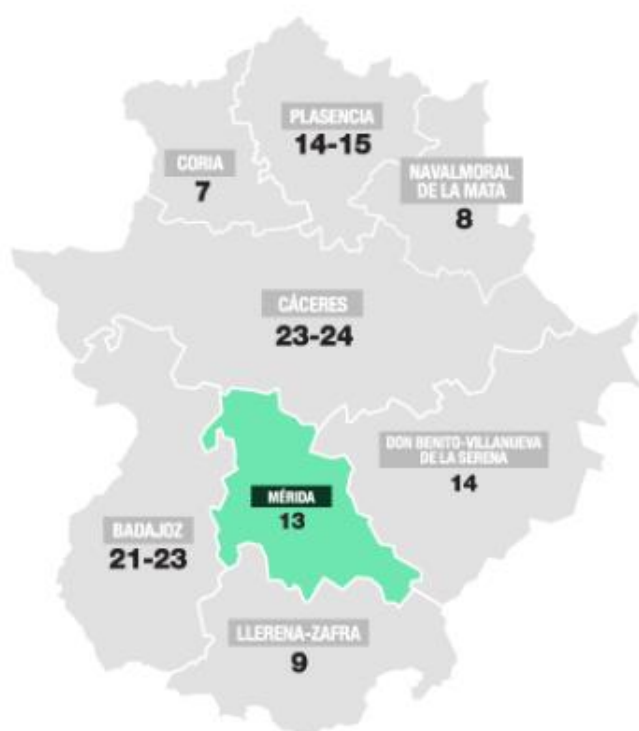 PLASENCIA
14-15
CORIA
7
NAVALMORAL
DE LA MATA
8
CÁCERES
23-24
DON BENITO-VILLANUEVA
DE LA SERENA
14
MÉRIDA
13
BADAJOZ
21-23
LLERENA-ZAFRA
9